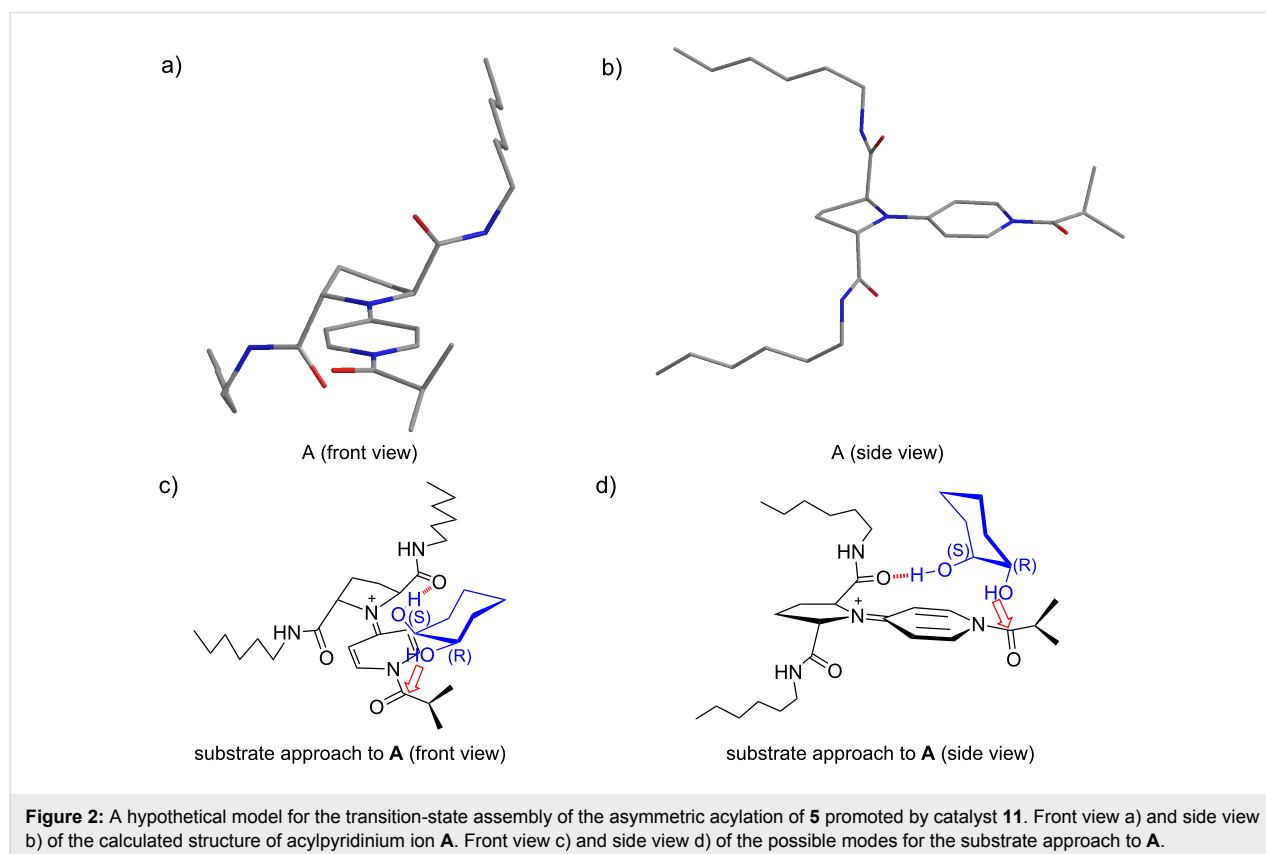 a)
b)
A (front view)
A (side view)
c)
d)
HN
O
H
+
N
O
(S)
HN
O
HO
(R)
N
O
HN
O
H
O
(S)
(R)
HO
+
N
N
O
HN
O
substrate approach to A (front view)
substrate approach to A (side view)
Figure 2: A hypothetical model for the transition-state assembly of the asymmetric acylation of 5 promoted by catalyst 11. Front view a) and side view
b) of the calculated structure of acylpyridinium ion A. Front view c) and side view d) of the possible modes for the substrate approach to A.